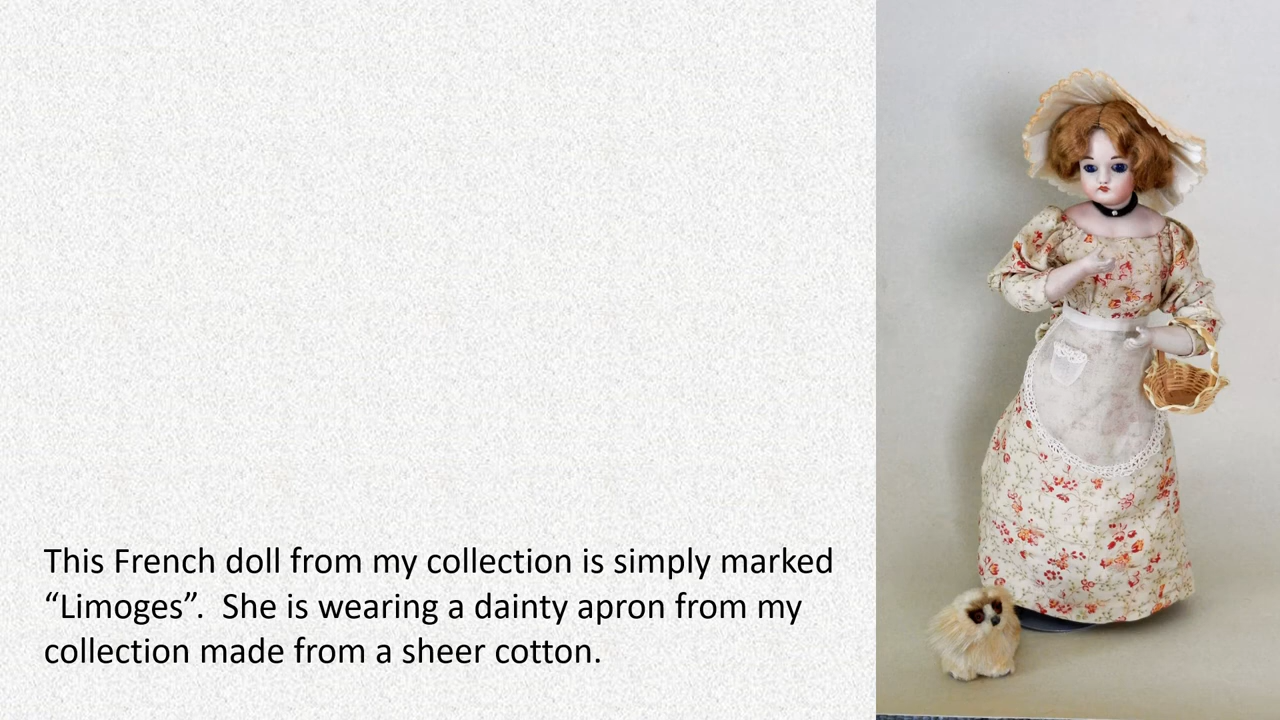 This French doll from my collection is simply marked
“Limoges”.  She is wearing a dainty apron from my
collection made from a sheer cotton.